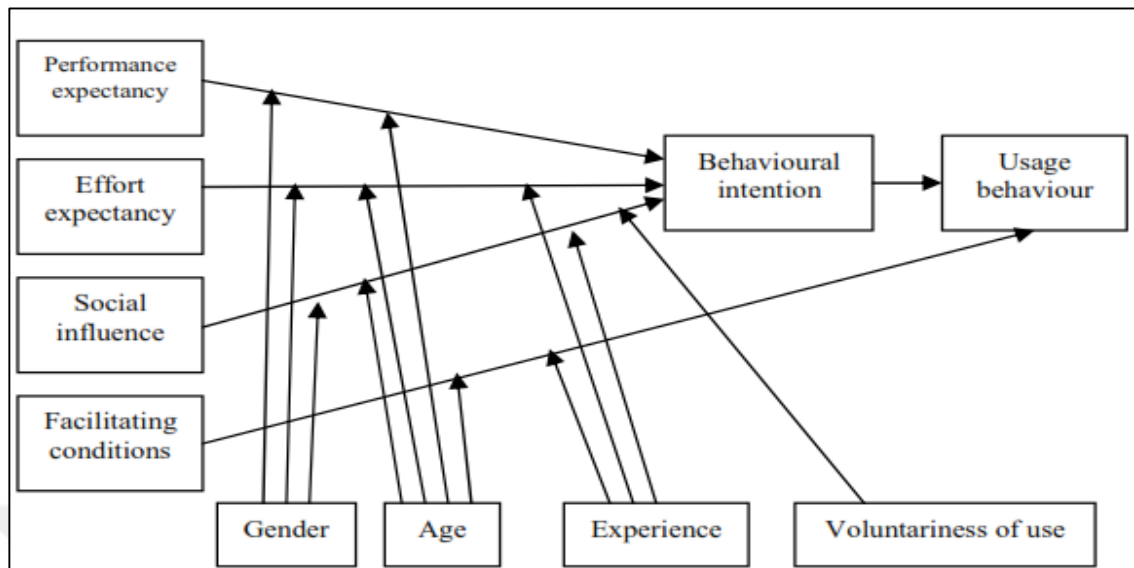 Performance
expectancy
Effort
expectancy
Social
influence
Facilitating
conditions
Behavioural
intention
Usage
behaviour
Gender
Age
Experience
Voluntariness of use